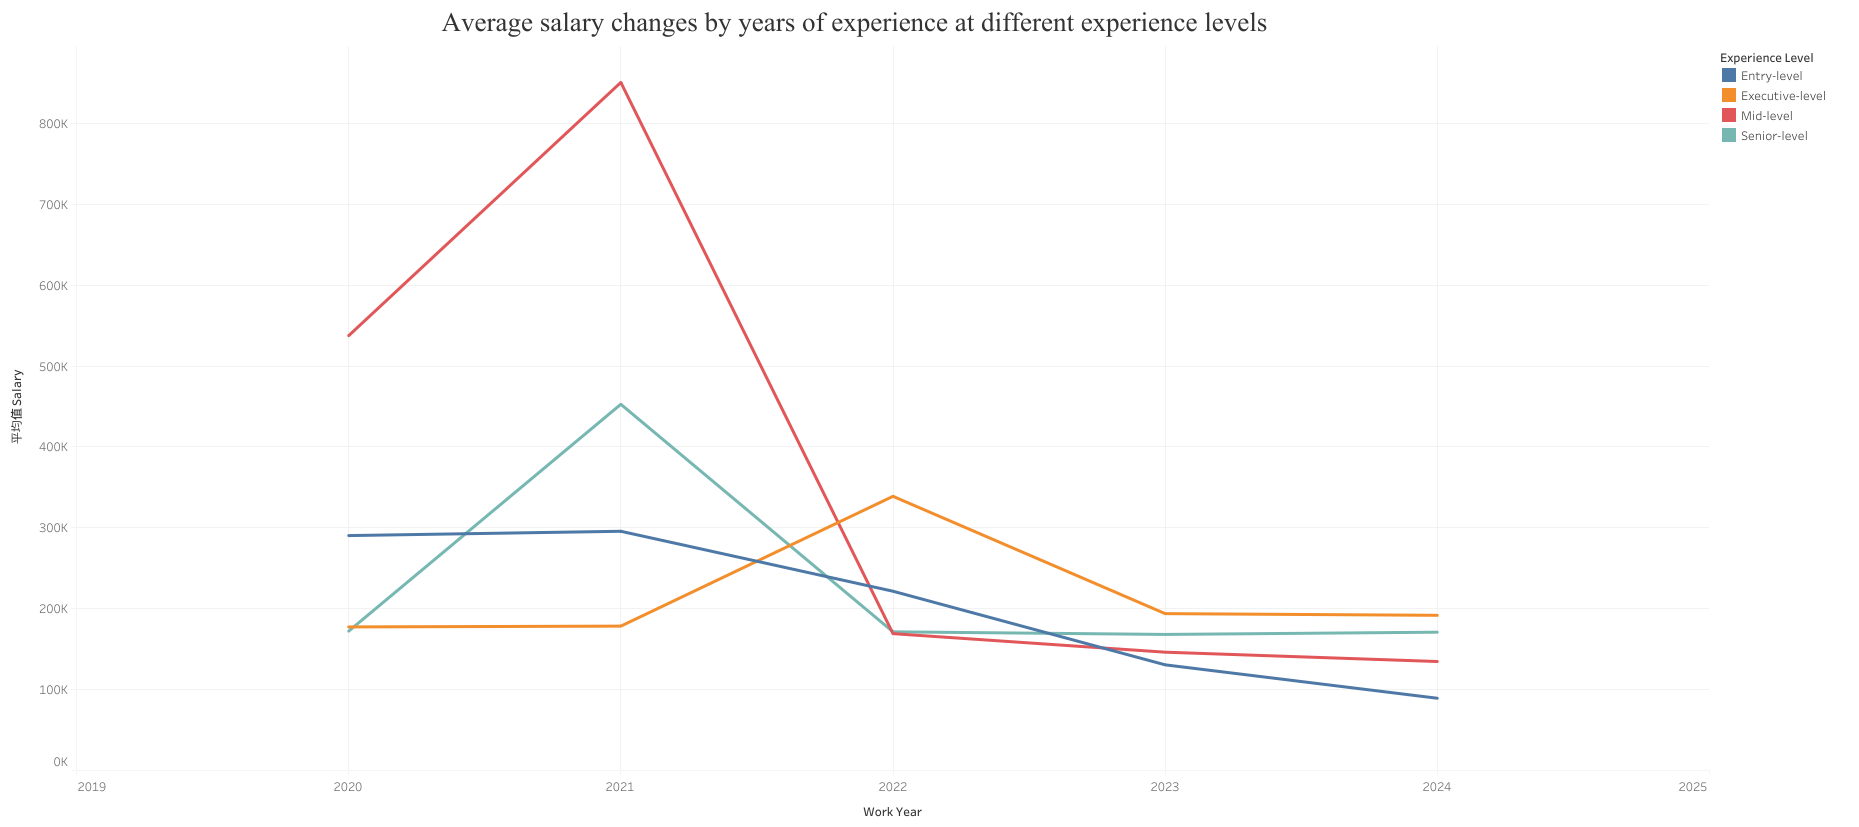 Average salary changes by years of experience at different experience levels
Experience Level
Entry-level
Executive-level
Mid-level
Senior-level
平均值 Salary
800K
700K
600K
500K
400K
300K
200K
100K
0K
2019
2020
2021
2022
2023
2024
2025
Work Year